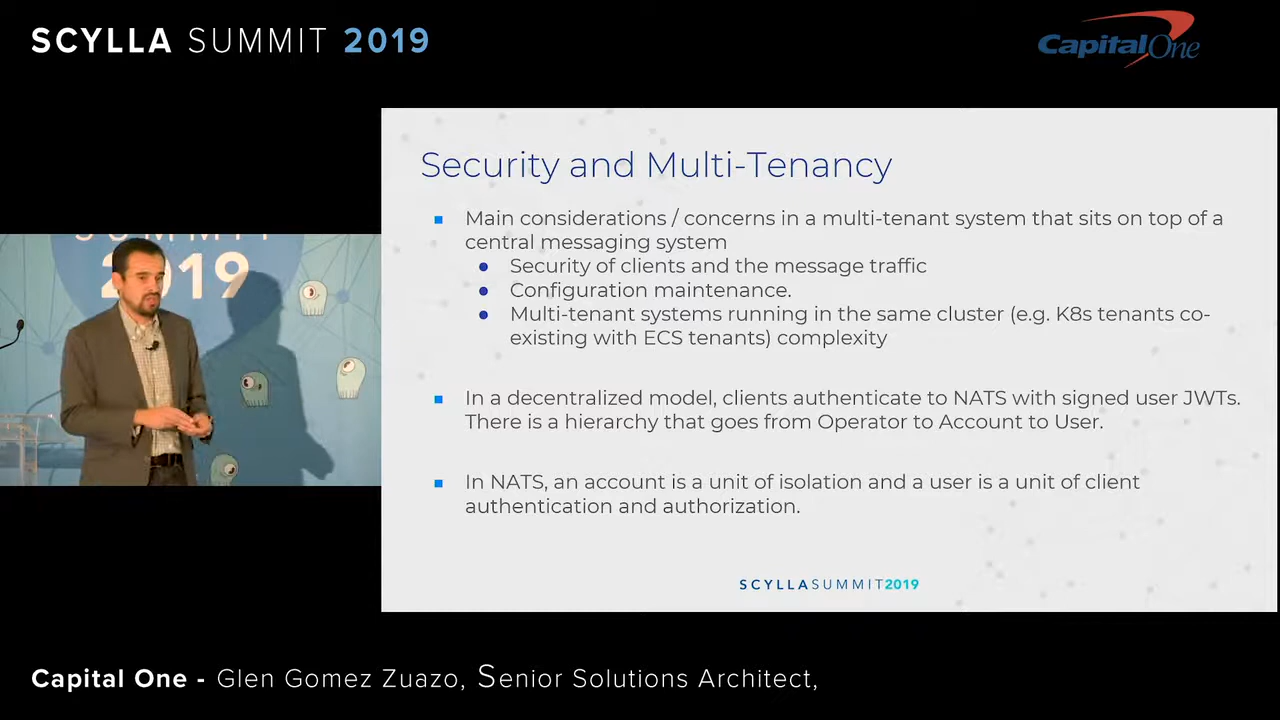 SCYLLA SUMMIT 2019
CapitalOne
Security and Multi-Tenancy
Main considerations / concerns in a multi-tenant system that sits on top of a
central messaging system
Security of clients and the message traffic
Configuration maintenance.
Multi-tenant systems running in the same cluster (e.g. K8s tenants co-
existing with ECS tenants) complexity
In a decentralized model, clients authenticate to NATS with signed user JWTs.
There is a hierarchy that goes from Operator to Account to User.
In NATS, an account is a unit of isolation and a user is a unit of client
authentication and authorization.
SCYLLASUMMIT2019
SUMMIT
2019
Capital One - Glen Gomez Zuazo, Senior Solutions Architect,